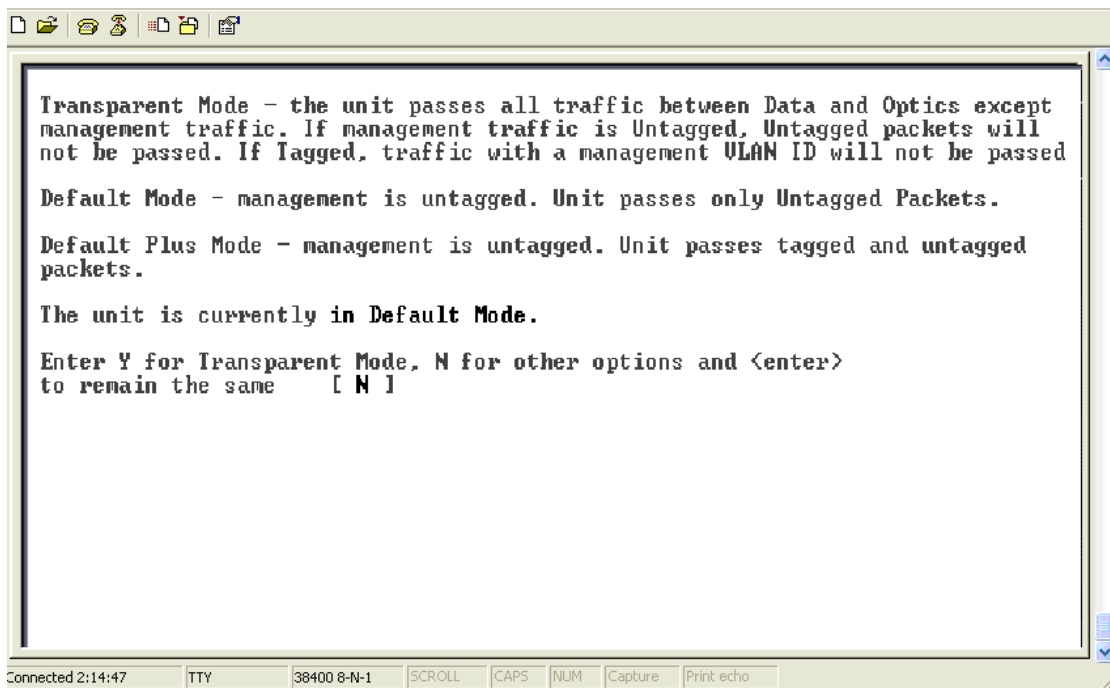 Transparent Mode - the unit passes all traffic between Data and Optics except
management traffic. If management traffic is Untagged, Untagged packets will
not be passed. If Tagged, traffic with a management VLAN ID will not be passed
Default Mode - management is untagged. Unit passes only Untagged Packets.
Default Plus Mode - management is untagged. Unit passes tagged and untagged
packets.
The unit is currently in Default Mode.
Enter Y for Transparent Mode, N for other options and <enter>
to remain the same [ N ]
Connected 2:14:47 TTY 38400 8-N-1 SCROLL CAPS NUM Capture Print echo